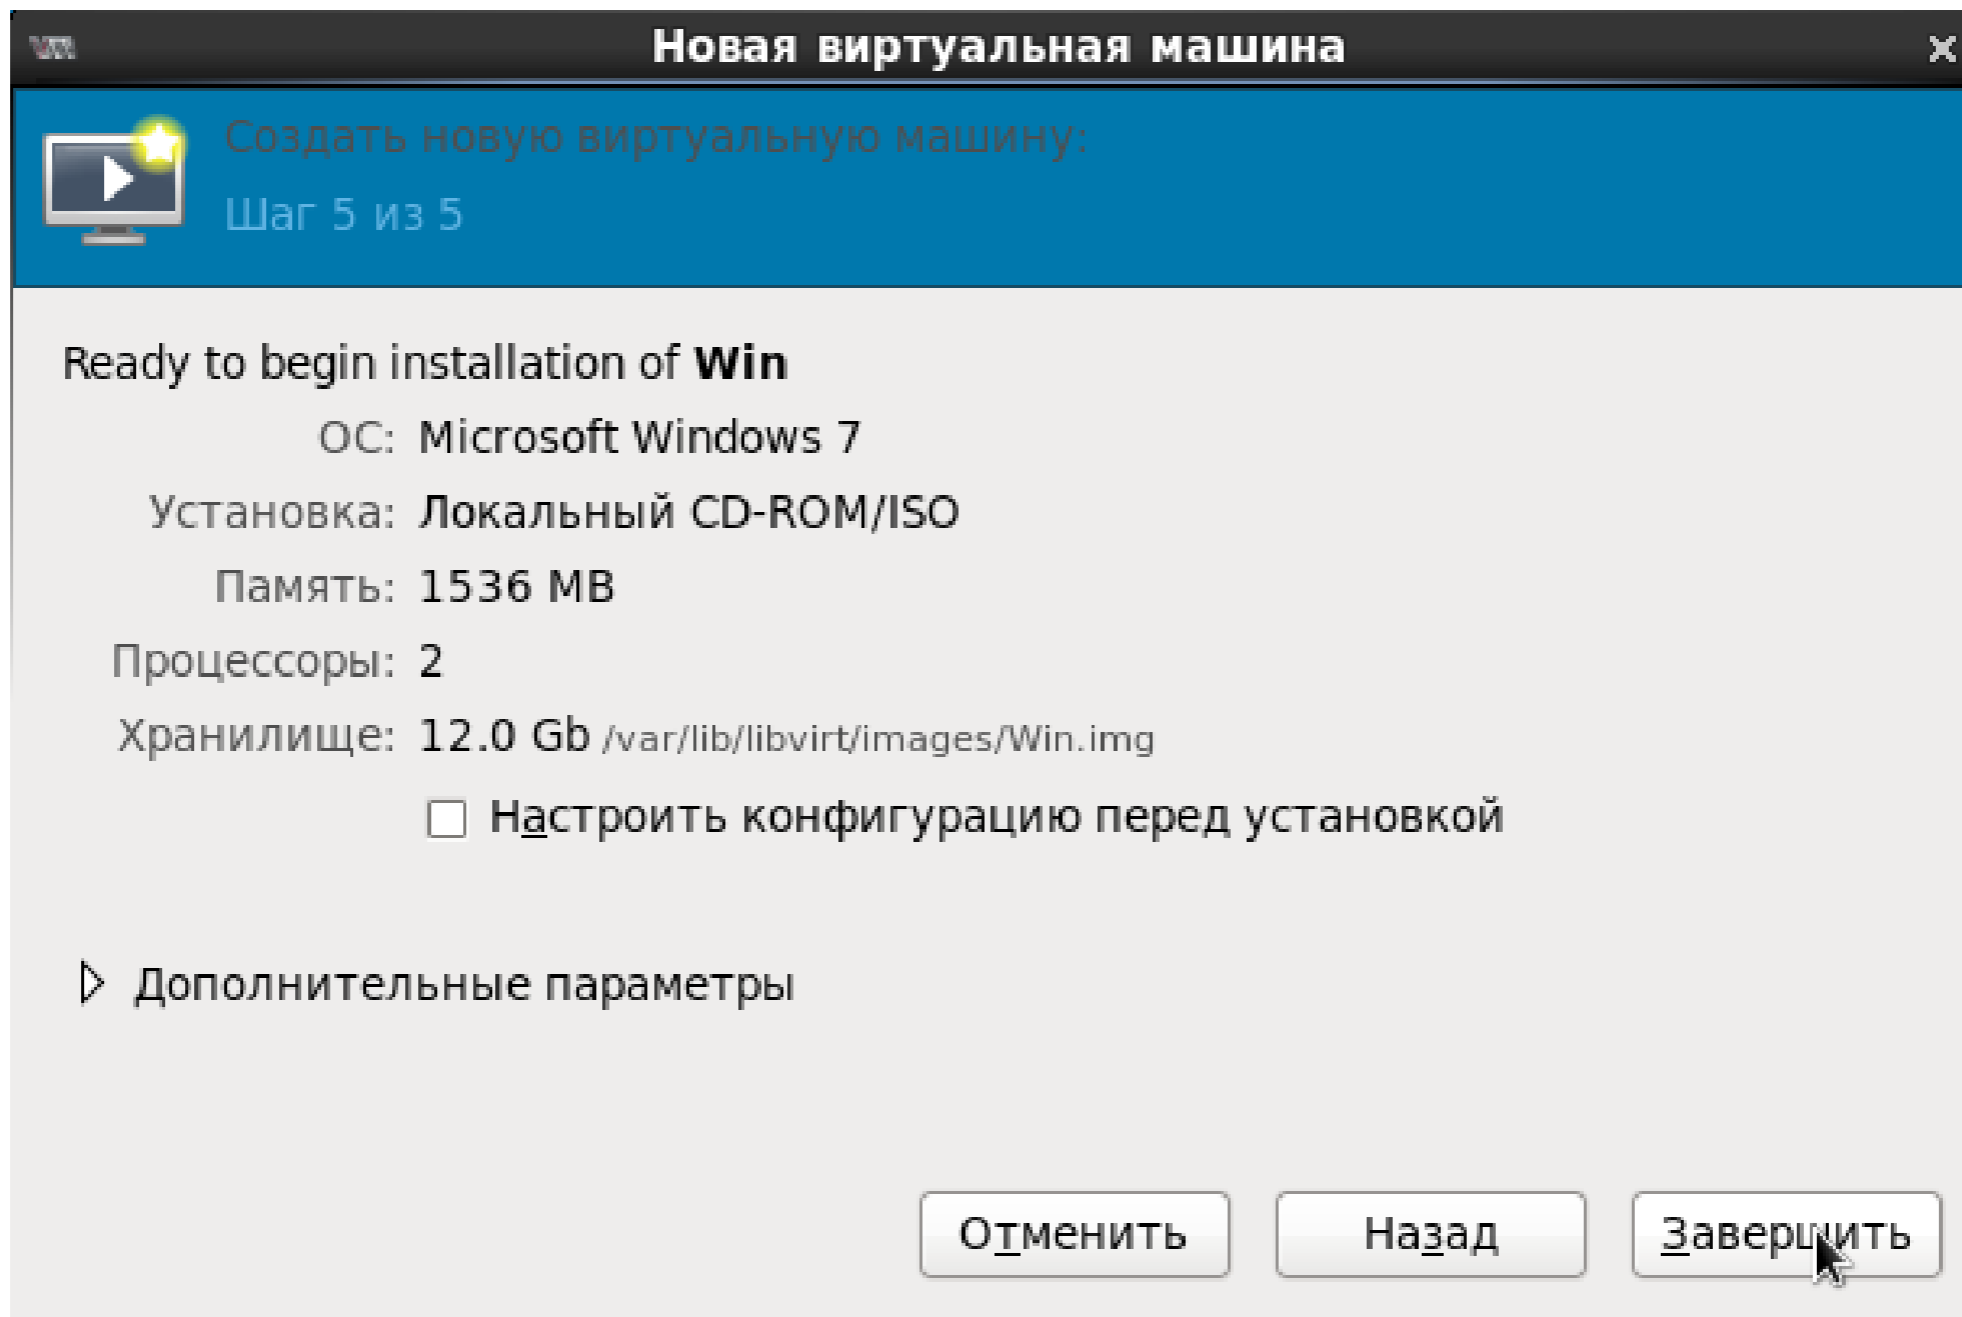 Новая виртуальная машина
Создать новую виртуальную машину:
Шаг 5 из 5
Ready to begin installation of Win
ОС: Microsoft Windows 7
Установка: Локальный CD-ROM/ISO
Память: 1536 MB
Процессоры: 2
Хранилище: 12.0 Gb /var/lib/libvirt/images/Win.img
Настроить конфигурацию перед установкой
Дополнительные параметры
Отменить Назад Завершить